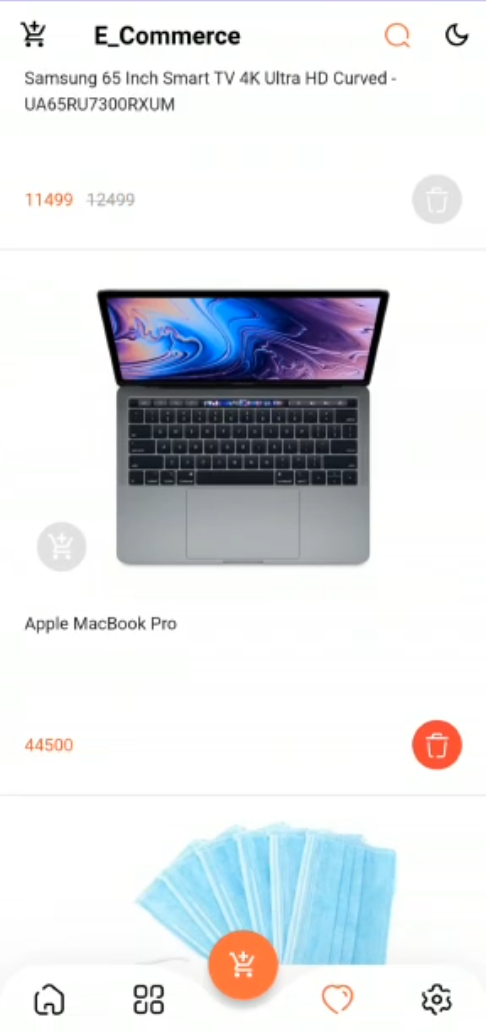 E_Commerce
Samsung 65 Inch Smart TV 4K Ultra HD Curved -
UA65RU7300RXUM
11499 12499
Apple MacBook Pro
44500